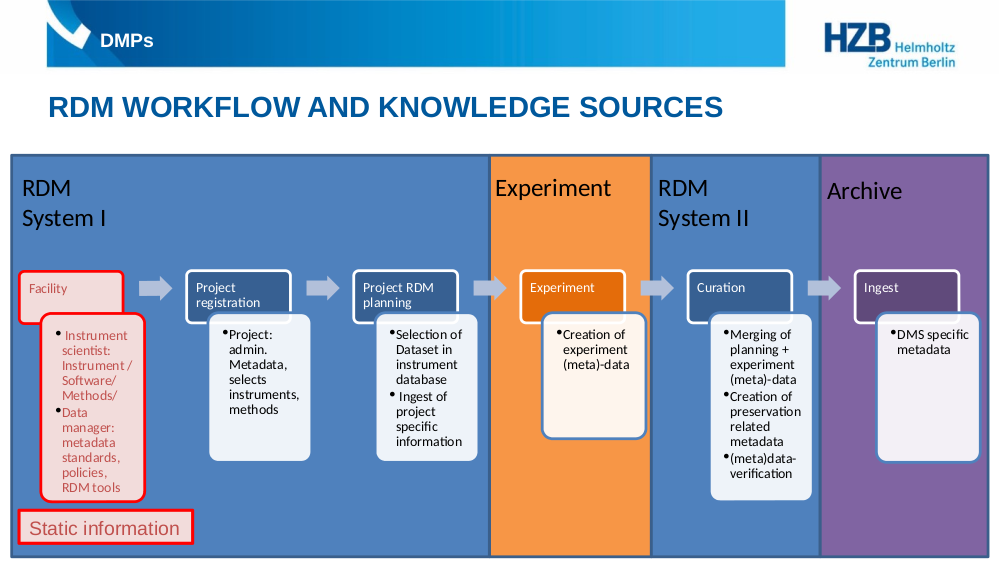 DMPs
HZB Helmholtz
Zentrum Berlin
RDM WORKFLOW AND KNOWLEDGE SOURCES
RDM
System I
Experiment
RDM
System II
Archive
Facility
• Instrument
scientist:
Instrument /
Software/
Methods/
•Data
manager:
metadata
standards,
policies,
RDM tools
Project
registration
•Project:
admin.
Metadata,
selects
instruments,
methods
Project RDM
planning
•Selection of
Dataset in
instrument
database
• Ingest of
project
specific
information
Experiment
•Creation of
experiment
(meta)-data
Curation
•Merging of
planning +
experiment
(meta)-data
•Creation of
preservation
related
metadata
•(meta)data-
verification
Ingest
•DMS specific
metadata
Static information